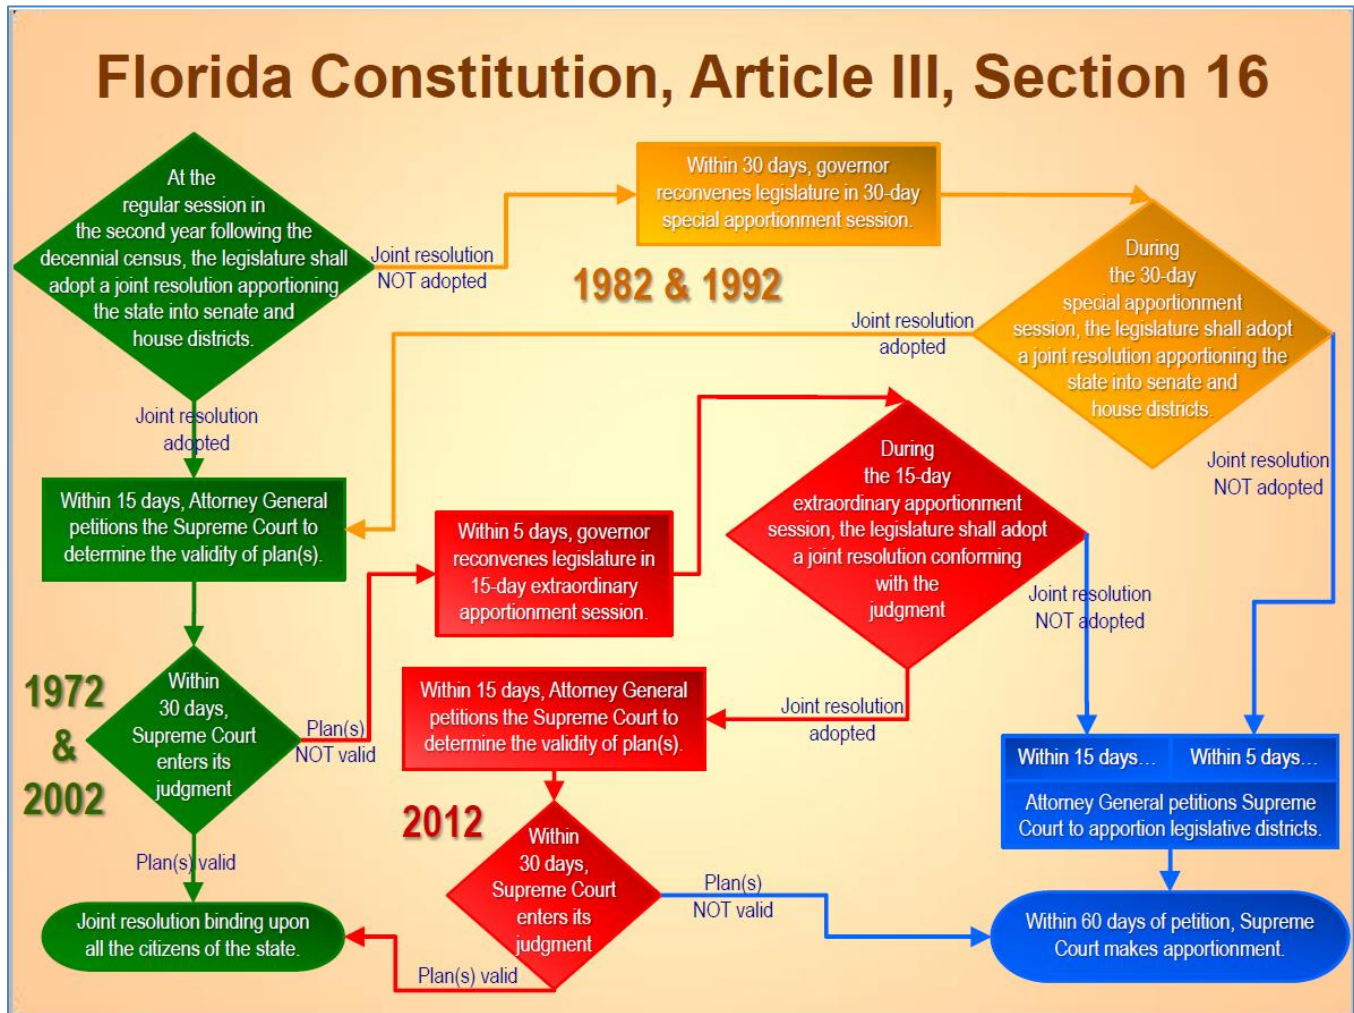 Florida Constitution, Article III, Section 16
At the
regular session in
the second year following the
decennial census, the legislature shall
adopt a joint resolution apportioning
the state into senate and
house districts.
Joint resolution
NOT adopted
Within 30 days, governor
reconvenes legislature in 30-day
special apportionment session.
1982 & 1992
During
the 30-day
special apportionment
session, the legislature shall adopt
a joint resolution apportioning the
state into senate and
house districts.
Joint resolution
adopted
Joint resolution
NOT adopted
Joint resolution
adopted
Within 15 days, Attorney General
petitions the Supreme Court to
determine the validity of plan(s).
Within 5 days, governor
reconvenes legislature in
15-day extraordinary
apportionment session.
During
the 15-day
extraordinary apportionment
session, the legislature shall adopt
a joint resolution conforming
with the
judgment
Joint resolution
NOT adopted
1972
&
2002
Within
30 days,
Supreme Court
enters its
judgment
Plan(s)
NOT valid
Within 15 days, Attorney General
petitions the Supreme Court to
determine the validity of plan(s).
Joint resolution
adopted
Within 15 days...
Within 5 days...
Attorney General petitions Supreme
Court to apportion legislative districts.
2012
Within
30 days,
Supreme Court
enters its
judgment
Plan(s)
NOT valid
Plan(s) valid
Joint resolution binding upon
all the citizens of the state.
Plan(s) valid
Within 60 days of petition, Supreme
Court makes apportionment.